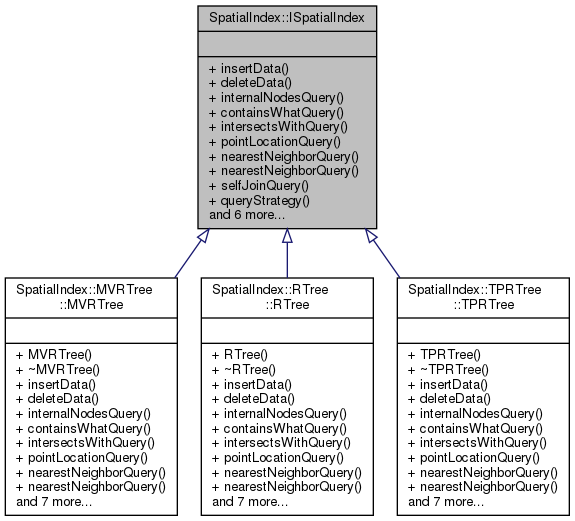 SpatialIndex::ISpatialIndex
+ insertData()
+ deleteData()
+ internalNodesQuery()
+ containsWhatQuery()
+ intersectsWithQuery()
+ pointLocationQuery()
+ nearestNeighborQuery()
+ nearestNeighborQuery()
+ selfJoinQuery()
+ queryStrategy()
and 6 more...
SpatialIndex::MVRTree
::MVRTree
+ MVRTree()
+ ~MVRTree()
+ insertData()
+ deleteData()
+ internalNodesQuery()
+ containsWhatQuery()
+ intersectsWithQuery()
+ pointLocationQuery()
+ nearestNeighborQuery()
+ nearestNeighborQuery()
and 7 more...
SpatialIndex::RTree
::RTree
+ RTree()
+ ~RTree()
+ insertData()
+ deleteData()
+ internalNodesQuery()
+ containsWhatQuery()
+ intersectsWithQuery()
+ pointLocationQuery()
+ nearestNeighborQuery()
+ nearestNeighborQuery()
and 7 more...
SpatialIndex::TPRTree
::TPRTree
+ TPRTree()
+ ~TPRTree()
+ insertData()
+ deleteData()
+ internalNodesQuery()
+ containsWhatQuery()
+ intersectsWithQuery()
+ pointLocationQuery()
+ nearestNeighborQuery()
+ nearestNeighborQuery()
and 7 more...